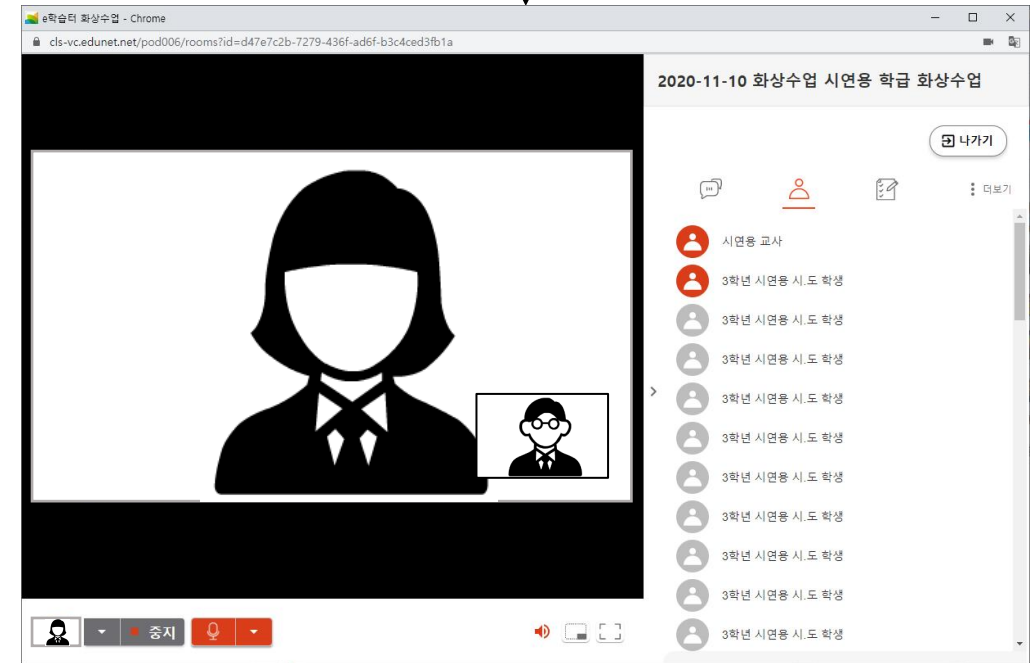 e학습터 화상수업 - Chrome
cls-vc.edunet.net/pod006/rooms?id=d47e7c2b-7279-436f-ad6f-b3c4ced3fb1a
2020-11-10 화상수업 시연용 학급 화상수업
나가기
더보기
시연용 교사
3학년 시연용 시.도 학생
3학년 시연용 시.도 학생
3학년 시연용 시.도 학생
3학년 시연용 시.도 학생
3학년 시연용 시.도 학생
3학년 시연용 시.도 학생
3학년 시연용 시.도 학생
3학년 시연용 시.도 학생
3학년 시연용 시.도 학생
3학년 시연용 시.도 학생
중지